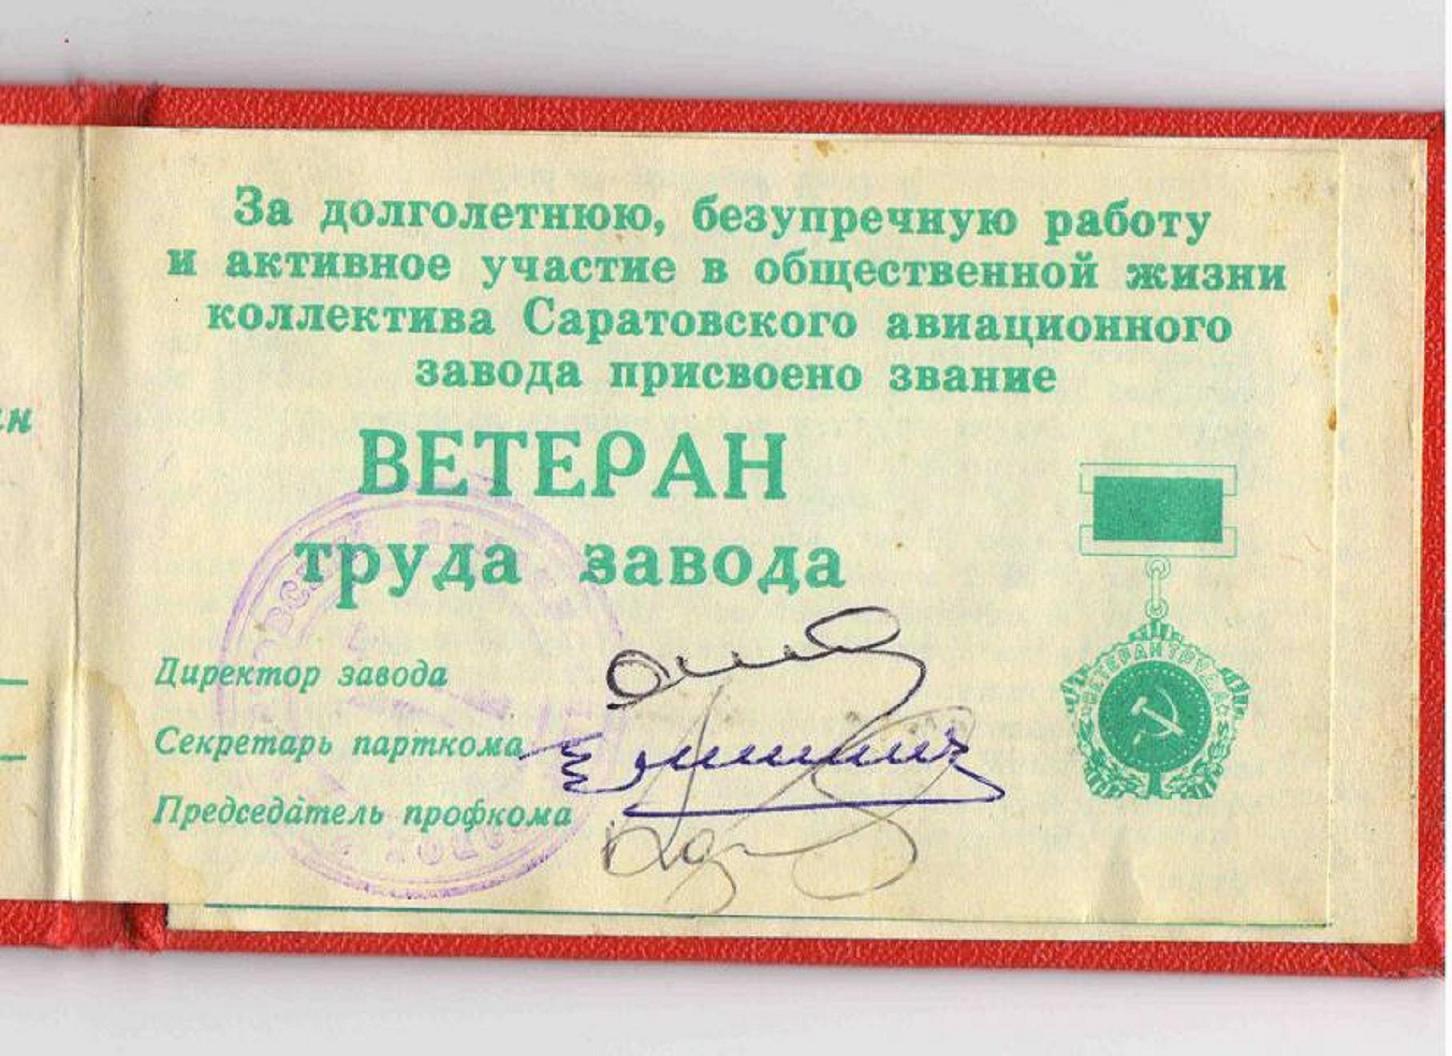 За долголетнюю, безупречную работу
и активное участие в общественной жизни
коллектива Саратовского авиационного
завода присвоено звание
ВЕТЕРАН
труда завода
ВЕТЕРАН ТРУДА
Директор завода
Секретарь парткома
Председатель профкома